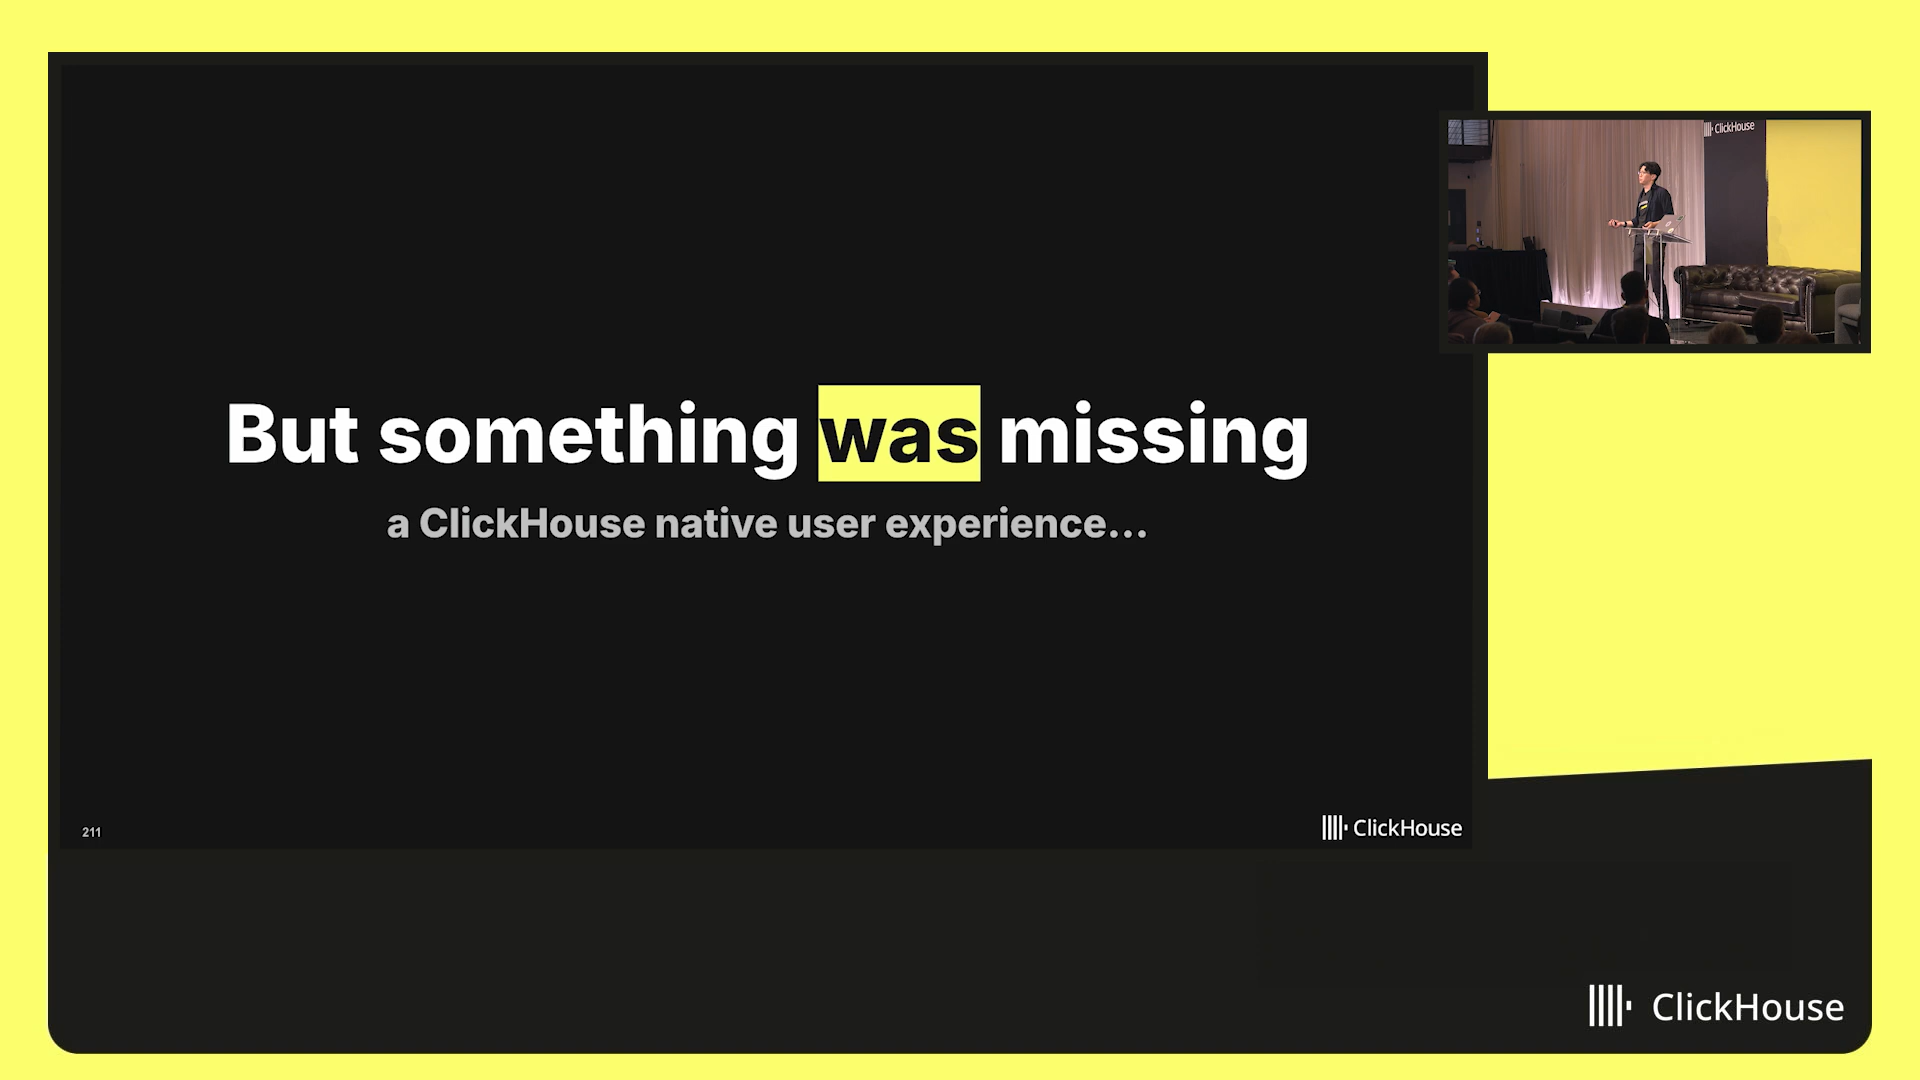 ClickHouse
But something was missing
a ClickHouse native user experience...
211
ClickHouse
ClickHouse